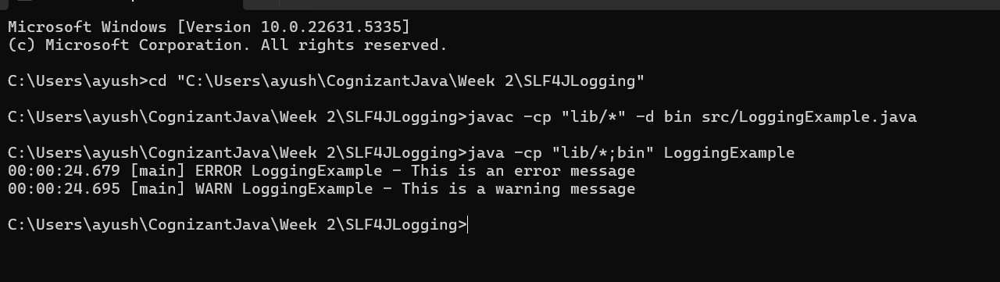 Microsoft Windows [Version 10.0.22631.5335]
(c) Microsoft Corporation. All rights reserved.
C:\Users\ayush>cd "C:\Users\ayush\CognizantJava\Week 2\SLF4JLogging"
C:\Users\ayush\CognizantJava\Week 2\SLF4JLogging>javac -cp "lib/*" -d bin src/LoggingExample.java
C:\Users\ayush\CognizantJava\Week 2\SLF4JLogging>java -cp "lib/*;bin" LoggingExample
00:00:24.679 [main] ERROR LoggingExample - This is an error message
00:00:24.695 [main] WARN LoggingExample - This is a warning message
C:\Users\ayush\CognizantJava\Week 2\SLF4JLogging>